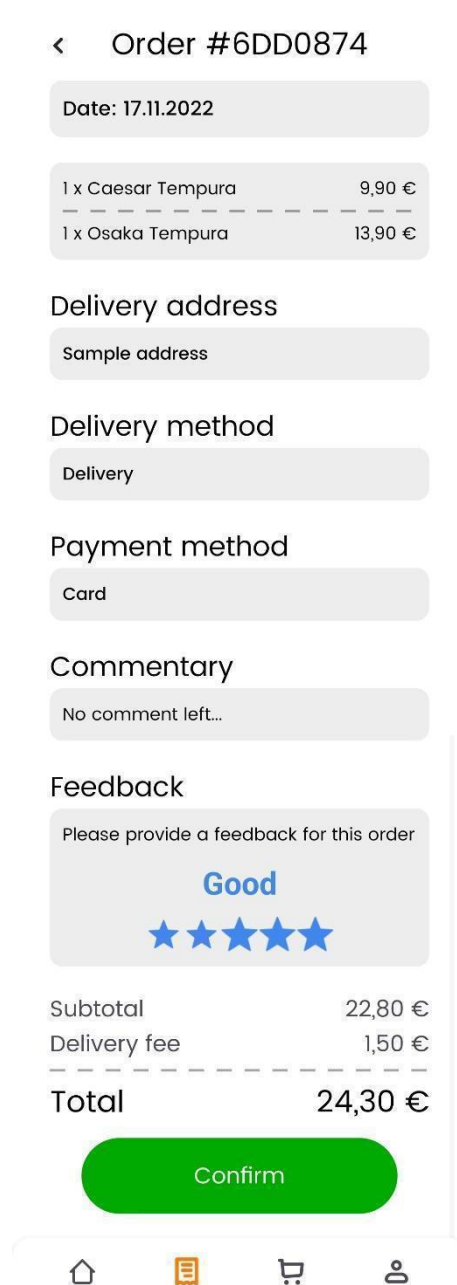 Order #6DD0874
Date: 17.11.2022
1 x Caesar Tempura 9,90 €
1 x Osaka Tempura 13,90 €
Delivery address
Sample address
Delivery method
Delivery
Payment method
Card
Commentary
No comment left...
Feedback
Please provide a feedback for this order
Good
Subtotal 22,80 €
Delivery fee 1,50 €
Total 24,30 €
Confirm